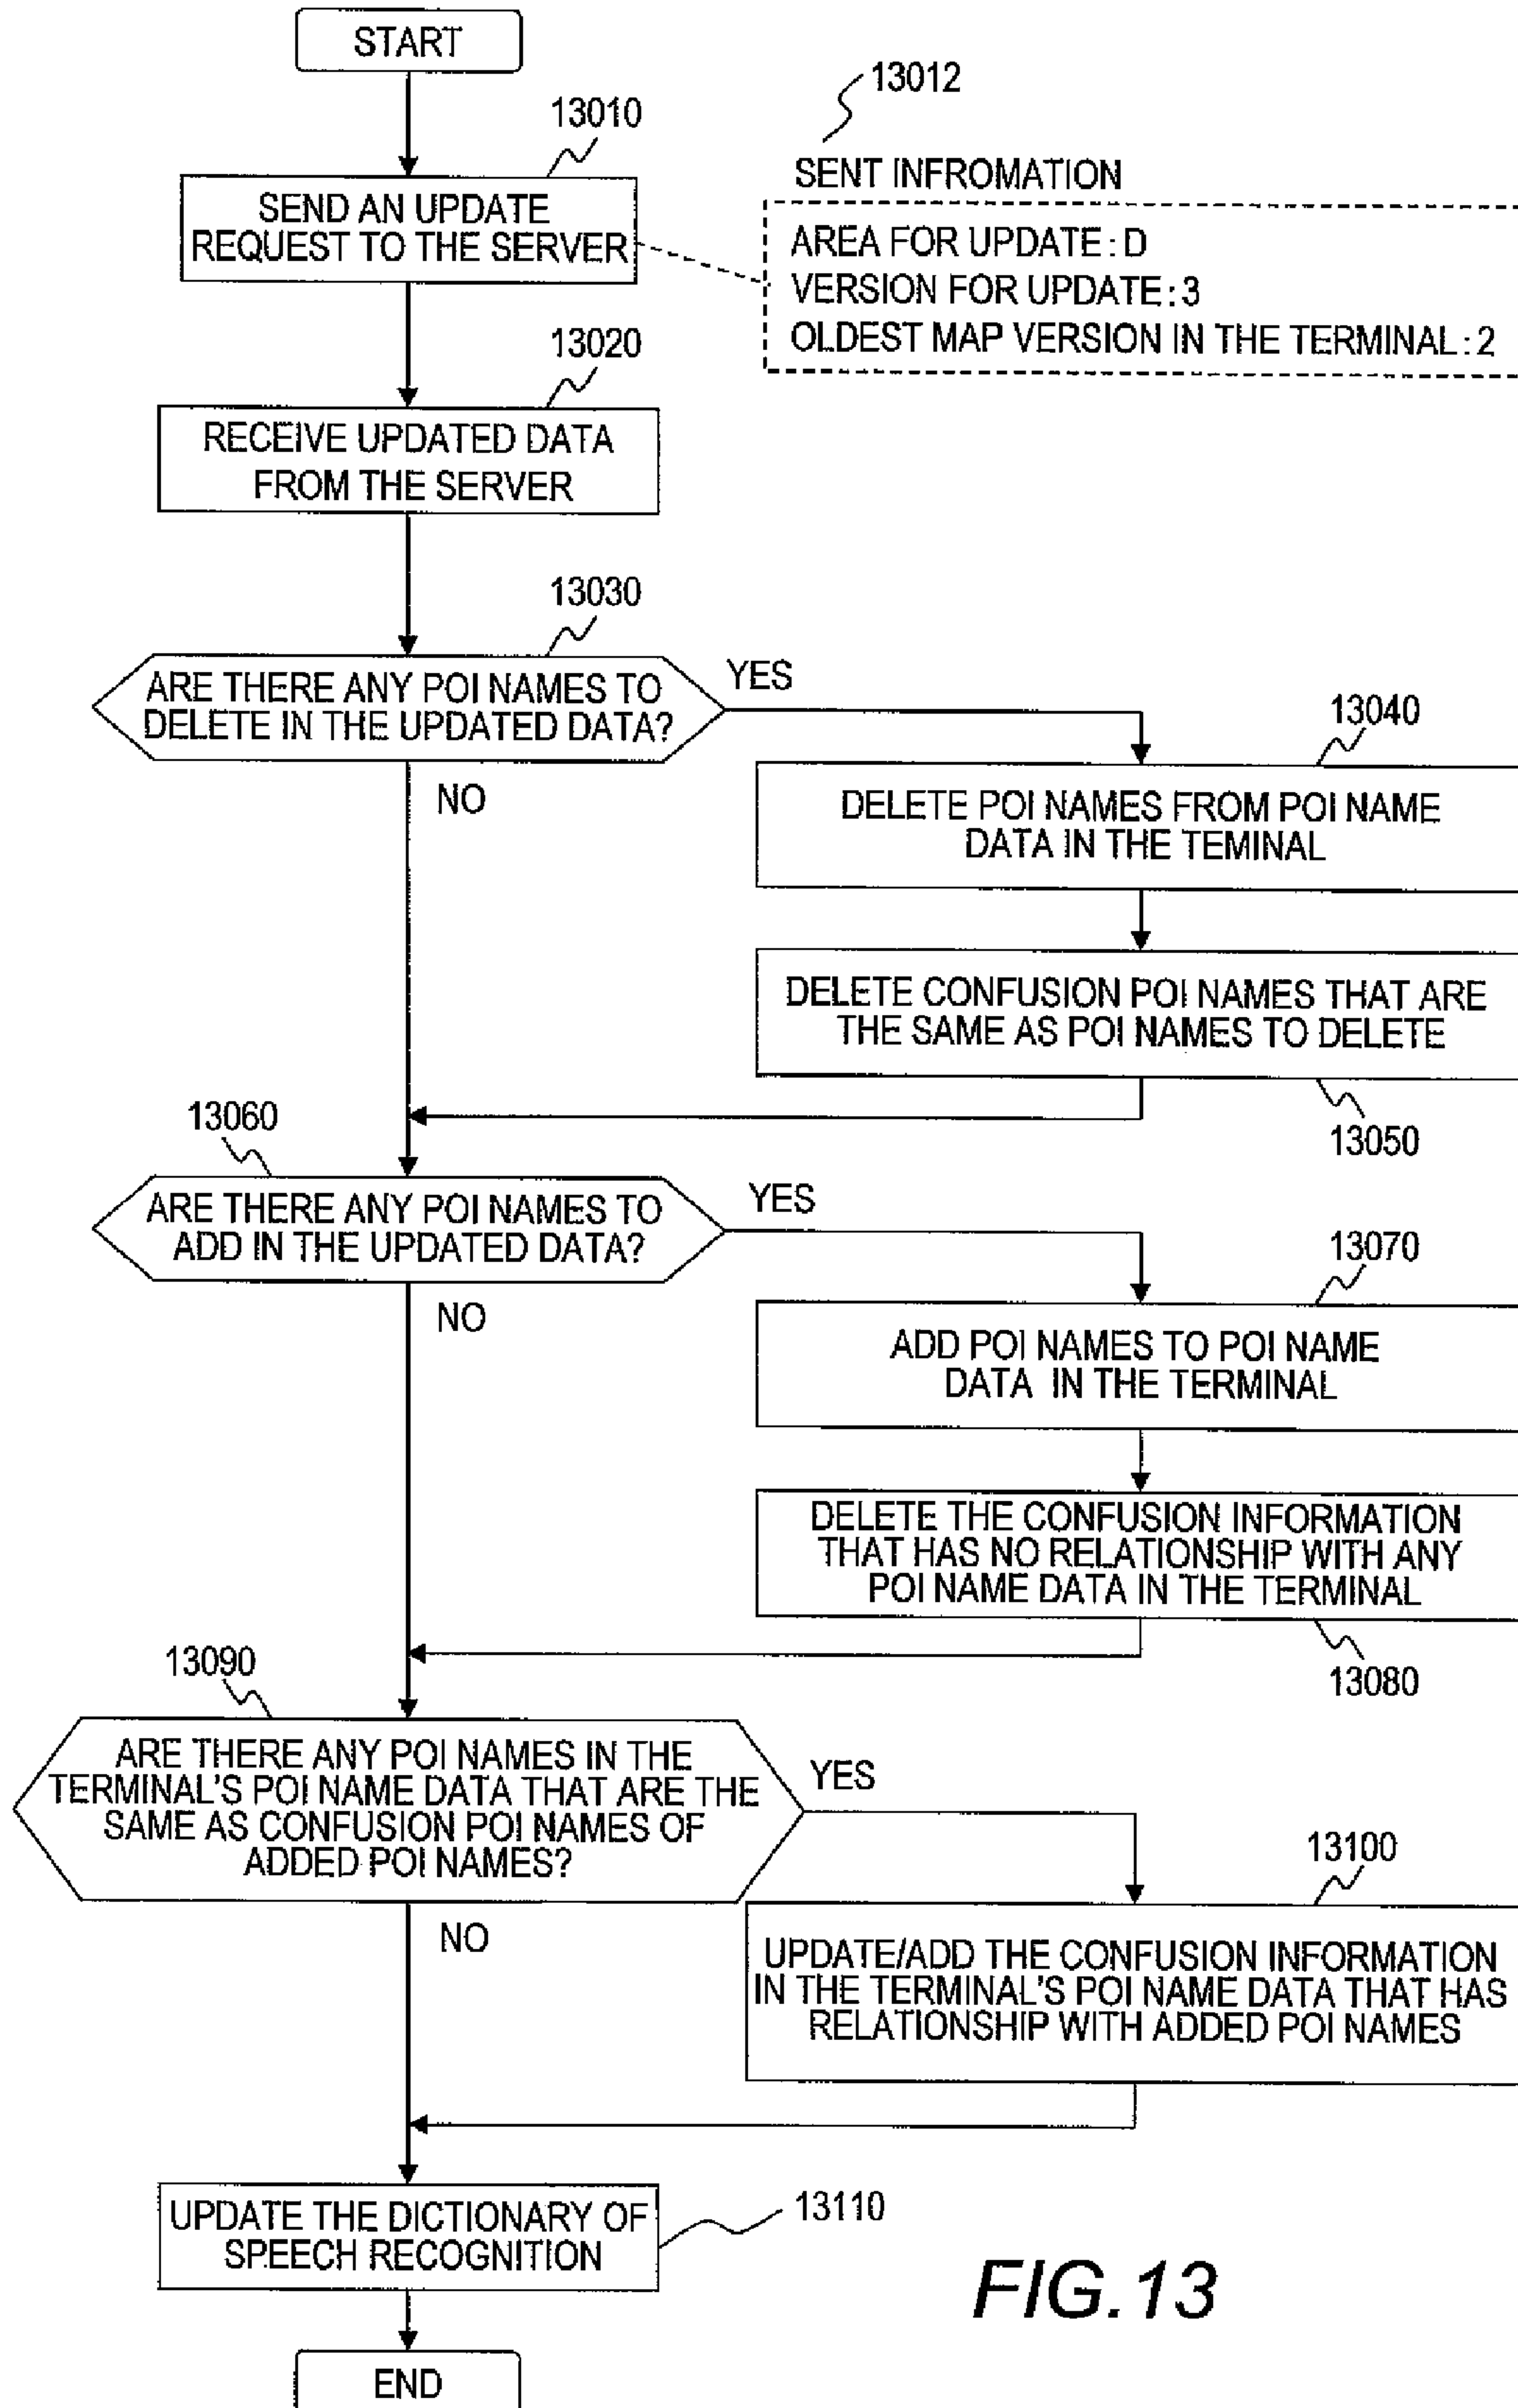 START
13010
SEND AN UPDATE
REQUEST TO THE SERVER
13012
SENT INFROMATION
AREA FOR UPDATE:D
VERSION FOR UPDATE:3
OLDEST MAP VERSION IN THE TERMINAL:2
13020
RECEIVE UPDATED DATA
FROM THE SERVER
13030
ARE THERE ANY POI NAMES TO
DELETE IN THE UPDATED DATA?
YES
NO
13040
DELETE POI NAMES FROM POI NAME
DATA IN THE TEMINAL
DELETE CONFUSION POI NAMES THAT ARE
THE SAME AS POI NAMES TO DELETE
13050
13060
ARE THERE ANY POI NAMES TO
ADD IN THE UPDATED DATA?
YES
NO
13070
ADD POI NAMES TO POI NAME
DATA IN THE TERMINAL
DELETE THE CONFUSION INFORMATION
THAT HAS NO RELATIONSHIP WITH ANY
POI NAME DATA IN THE TERMINAL
13080
13090
ARE THERE ANY POI NAMES IN THE
TERMINAL'S POI NAME DATA THAT ARE THE
SAME AS CONFUSION POI NAMES OF
ADDED POI NAMES?
YES
NO
13100
UPDATE/ADD THE CONFUSION INFORMATION
IN THE TERMINAL'S POI NAME DATA THAT HAS
RELATIONSHIP WITH ADDED POI NAMES
UPDATE THE DICTIONARY OF
SPEECH RECOGNITION
13110
END
FIG.13